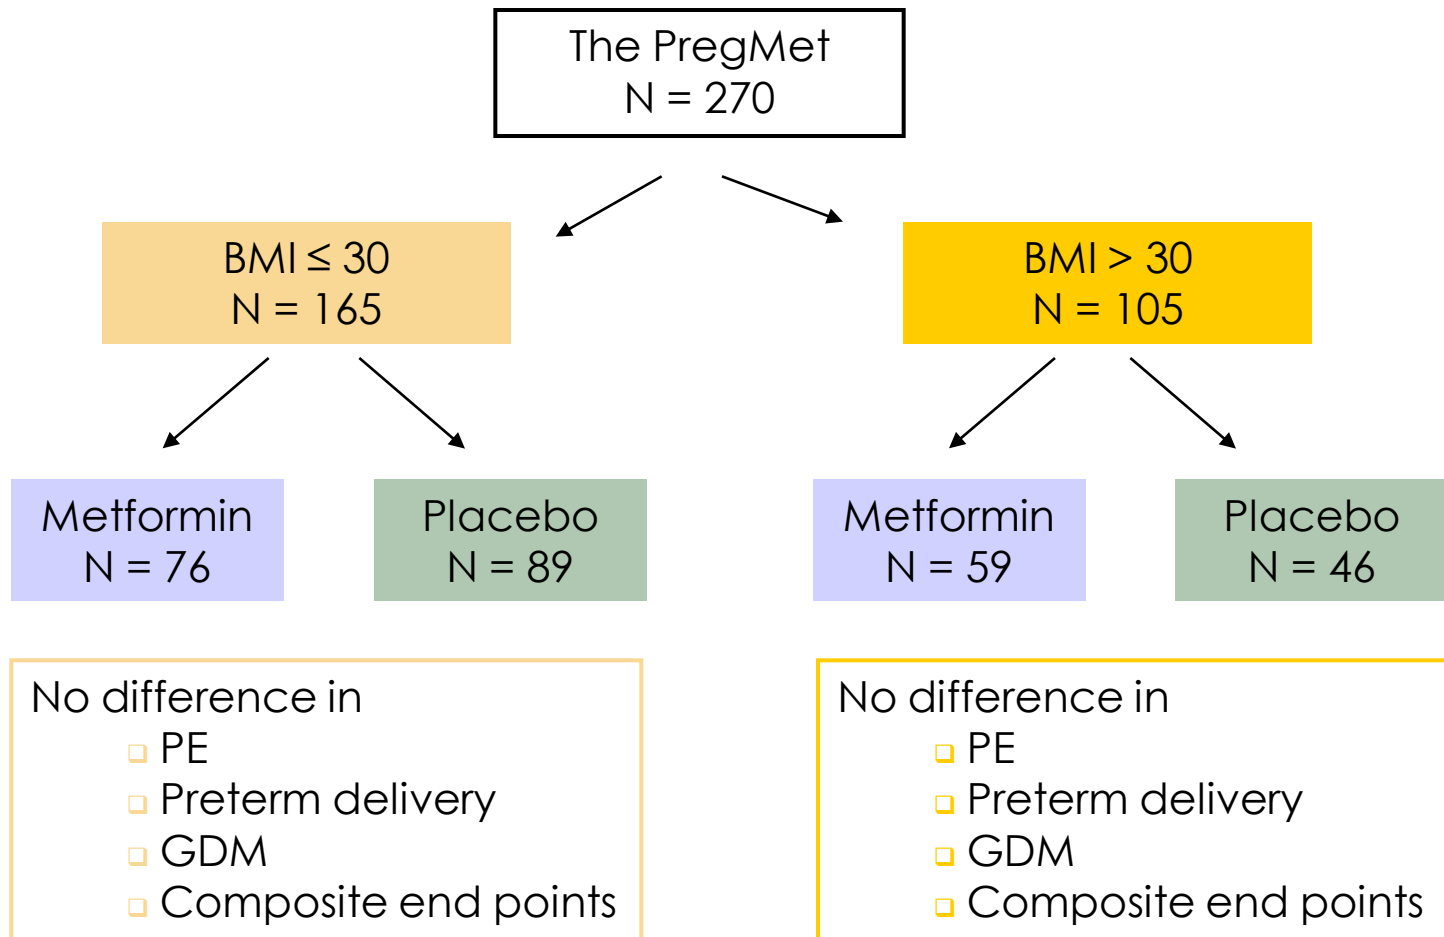 The PregMet
N = 270
BMI ≤ 30
N = 165
BMI > 30
N = 105
Metformin
N = 76
Placebo
N = 89
Metformin
N = 59
Placebo
N = 46
No difference in
PE
Preterm delivery
GDM
Composite end points
No difference in
PE
Preterm delivery
GDM
Composite end points